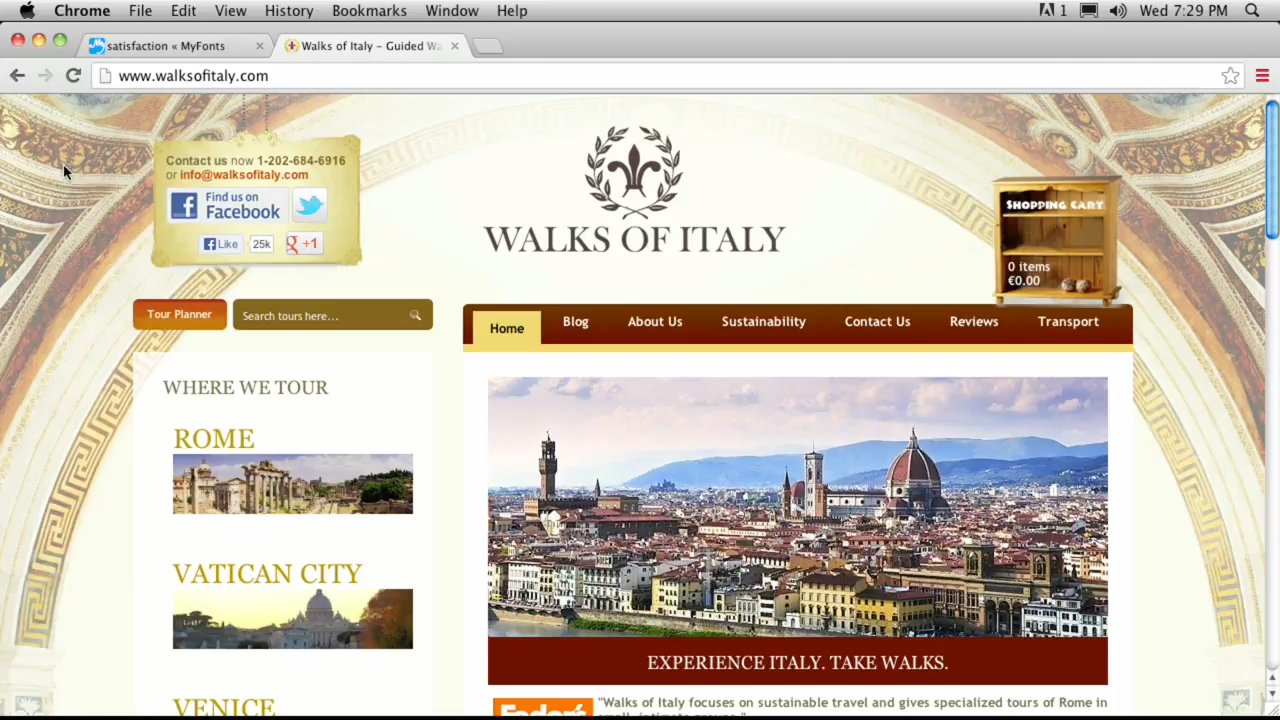 Chrome File Edit View History Bookmarks Window Help
1 Wed 7:29 PM
satisfaction « MyFonts
Walks of Italy – Guided Wa
www.walksofitaly.com
Contact us now 1-202-684-6916
or info@walksofitaly.com
Find us on
Facebook
Like 25k +1
WALKS OF ITALY
SHOPPING CART
0 items
€0.00
Tour Planner
Search tours here...
Home Blog About Us Sustainability Contact Us Reviews Transport
WHERE WE TOUR
ROME
VATICAN CITY
VENICE
EXPERIENCE ITALY. TAKE WALKS.
"Walks of Italy focuses on sustainable travel and gives specialized tours of Rome in